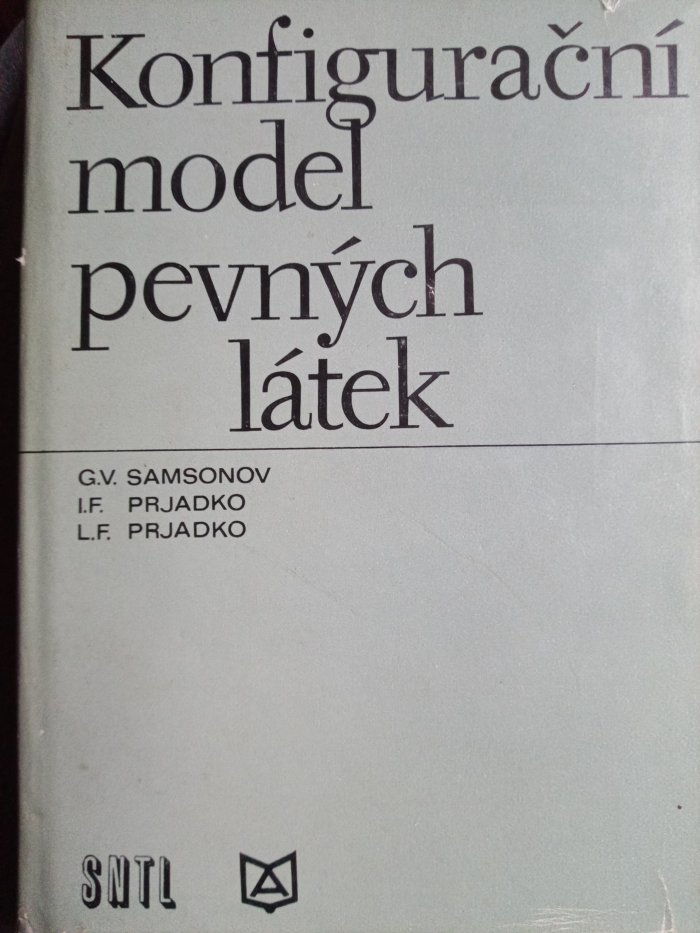 Konfigurační
model
pevných
látek
G.V. SAMSONOV
I.F. PRJADKO
L.F. PRJADKO
SNTL
A